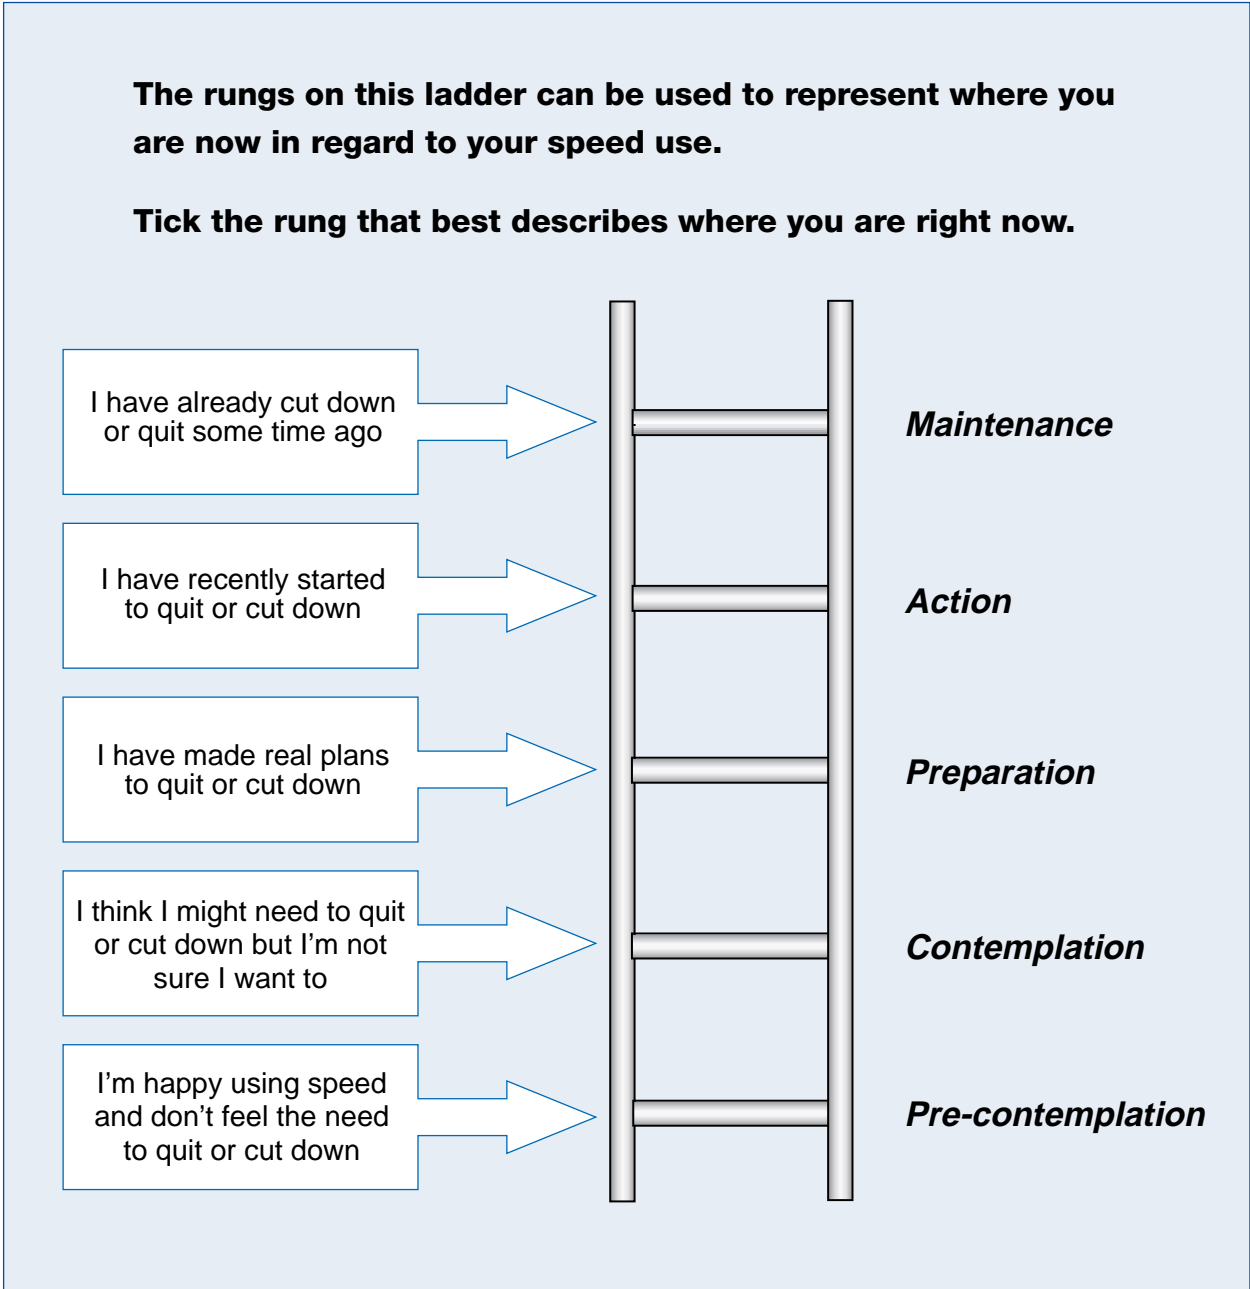 The rungs on this ladder can be used to represent where you
are now in regard to your speed use.
Tick the rung that best describes where you are right now.
I have already cut down
or quit some time ago
Maintenance
I have recently started
to quit or cut down
Action
I have made real plans
to quit or cut down
Preparation
I think I might need to quit
or cut down but I’m not
sure I want to
Contemplation
I’m happy using speed
and don’t feel the need
to quit or cut down
Pre-contemplation